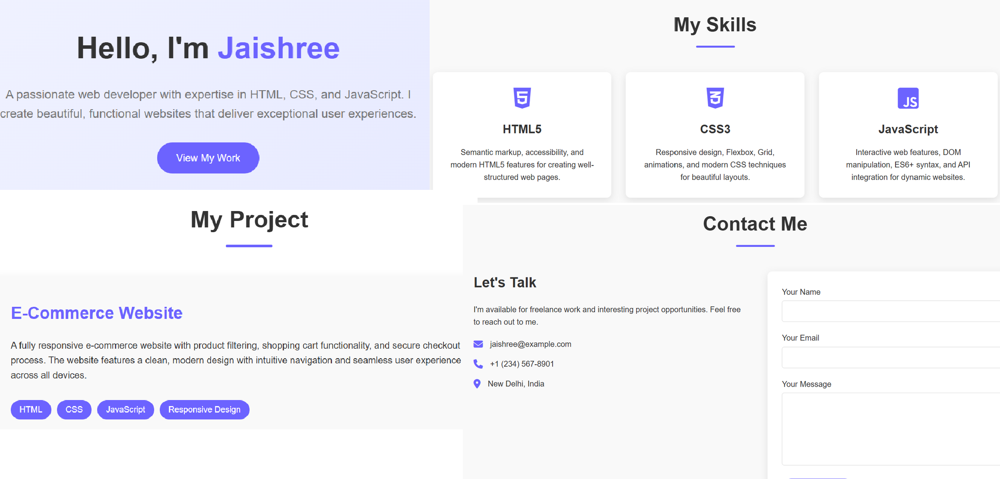 Hello, I'm Jaishree
A passionate web developer with expertise in HTML, CSS, and JavaScript. I
create beautiful, functional websites that deliver exceptional user experiences.
View My Work
My Skills
5
HTML5
Semantic markup, accessibility, and
modern HTML5 features for creating well-
structured web pages.
3
CSS3
Responsive design, Flexbox, Grid,
animations, and modern CSS techniques
for beautiful layouts.
JS
JavaScript
Interactive web features, DOM
manipulation, ES6+ syntax, and API
integration for dynamic websites.
My Project
E-Commerce Website
A fully responsive e-commerce website with product filtering, shopping cart functionality, and secure checkout
process. The website features a clean, modern design with intuitive navigation and seamless user experience
across all devices.
HTML
CSS
JavaScript
Responsive Design
Contact Me
Let's Talk
I'm available for freelance work and interesting project opportunities. Feel free
to reach out to me.
jaishree@example.com
+1 (234) 567-8901
New Delhi, India
Your Name
Your Email
Your Message